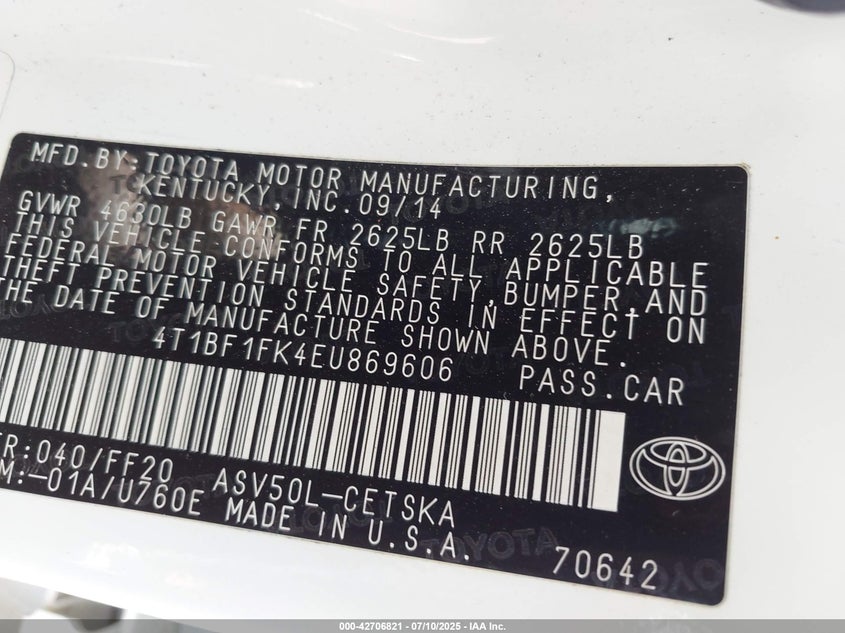 MFD.BY:TOYOTA MOTOR MANUFACTURING,
KENTUCKY,INC. 09/14
GVWR 4630LB GAWR FR 2625LB RR 2625LB
THIS VEHICLE CONFORMS TO ALL APPLICABLE
FEDERAL MOTOR VEHICLE SAFETY,BUMPER,AND
THEFT PREVENTION STANDARDS IN EFFECT ON
THE DATE OF MANUFACTURE SHOWN ABOVE.
4T1BF1FK4EU869606 PASS.CAR
R:040/FF20 ASV50L-CETSKA
M:-01A/U760E MADE IN U.S.A.
70642
000-42706821 - 07/10/2025 - IAA Inc.